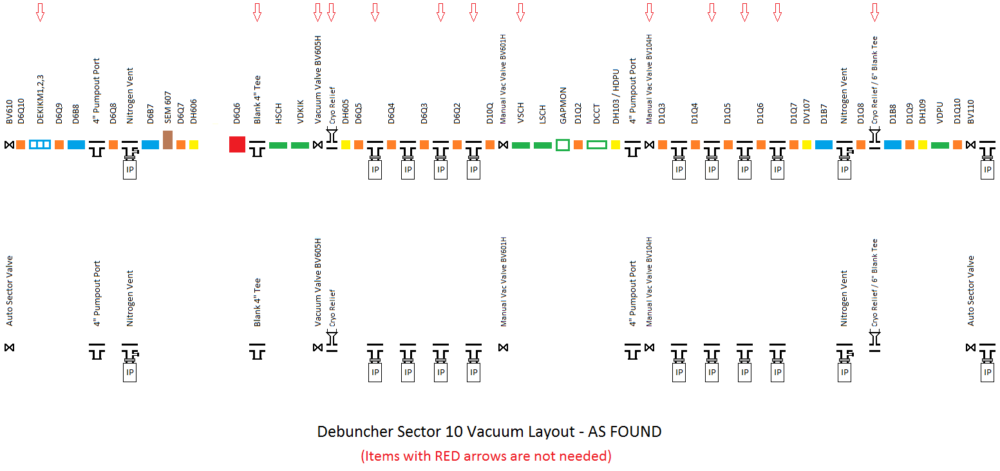 BV610
D6Q10
DEKIKM1,2,3
D6Q9
D6B8
4" Pumpout Port
D6Q8
Nitrogen Vent
D6B7
SEM 607
D6Q7
DH606
D6Q6
Blank 4" Tee
HSCH
VDKIK
Vacuum Valve BV605H
Cryo Relief
DH605
D6Q5
D6Q4
D6Q3
D6Q2
D10Q
Manual Vac Valve BV601H
VSCH
LSCH
GAPMON
D1Q2
DCCT
DH103 / HDPU
4" Pumpout Port
Manual Vac Valve BV104H
D1Q3
D1Q4
D1Q5
D1Q6
D1Q7
DV107
D1B7
Nitrogen Vent
D1Q8
Cryo Relief / 6" Blank Tee
D1B8
D1Q9
DH109
VDPU
D1Q10
BV110
IP
IP
IP
IP
IP
IP
IP
IP
IP
IP
IP
Auto Sector Valve
4" Pumpout Port
Nitrogen Vent
Blank 4" Tee
Vacuum Valve BV605H
Cryo Relief
Manual Vac Valve BV601H
4" Pumpout Port
Manual Vac Valve BV104H
Nitrogen Vent
Cryo Relief / 6" Blank Tee
Auto Sector Valve
IP
IP
IP
IP
IP
IP
IP
IP
IP
IP
IP
Debuncher Sector 10 Vacuum Layout - AS FOUND
(Items with RED arrows are not needed)